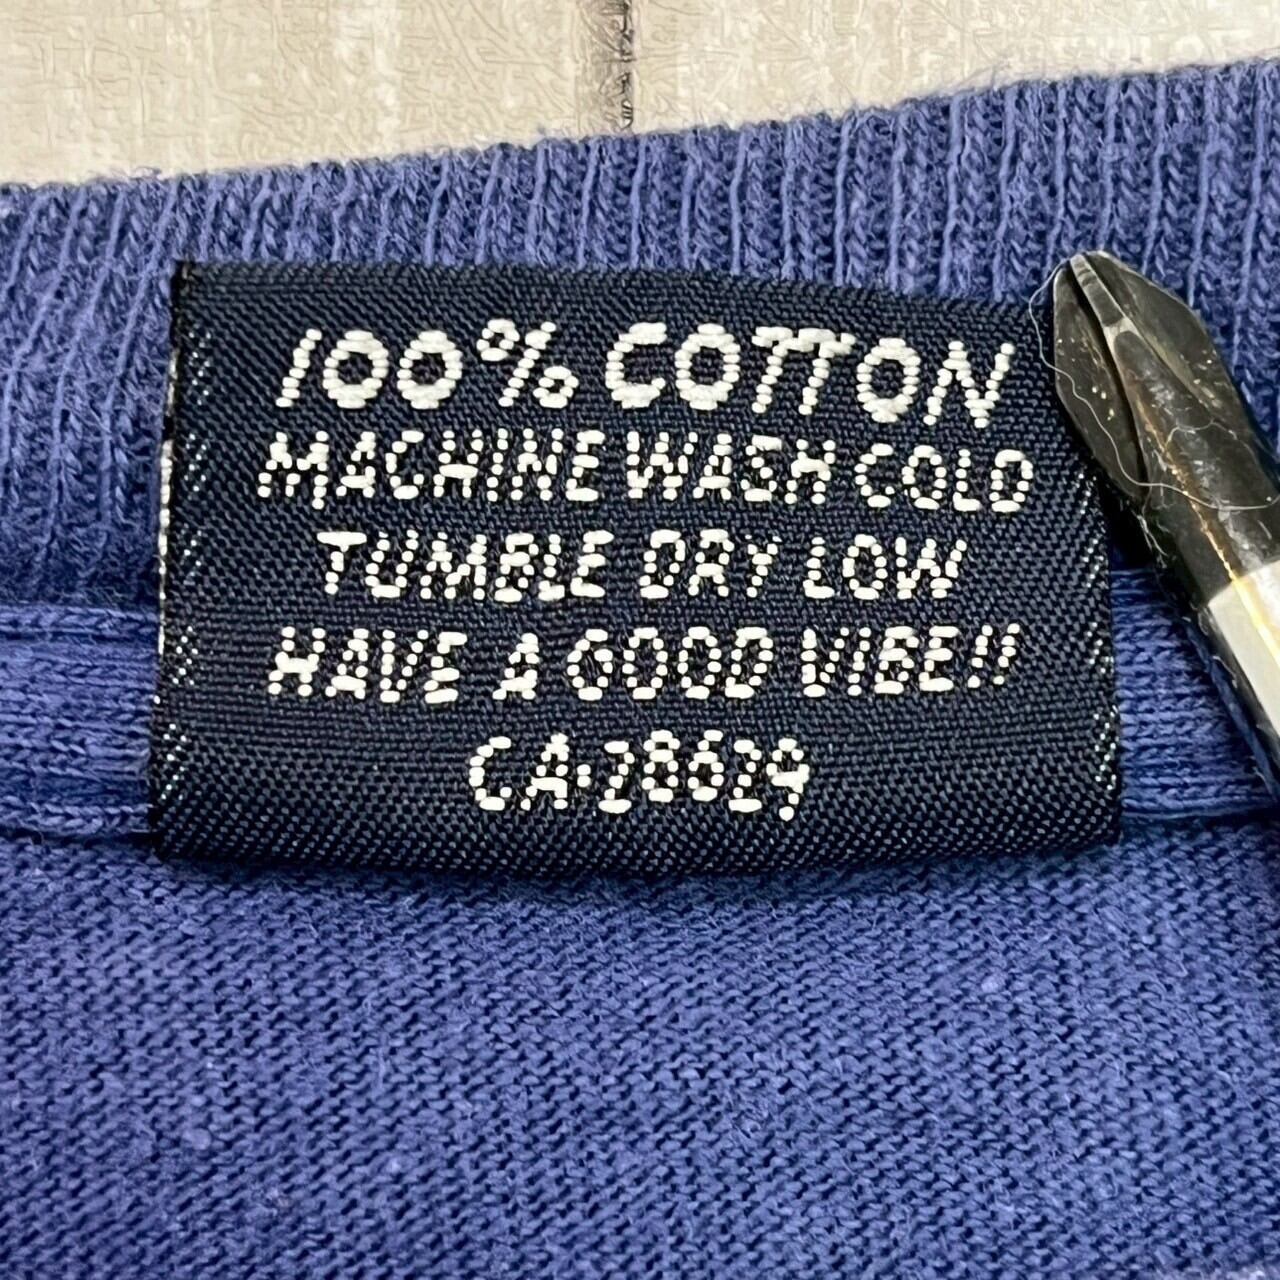 100% COTTON
MACHINE WASH COLD
TUMBLE DRY LOW
HAVE A GOOD VIBE!!
CA-28629